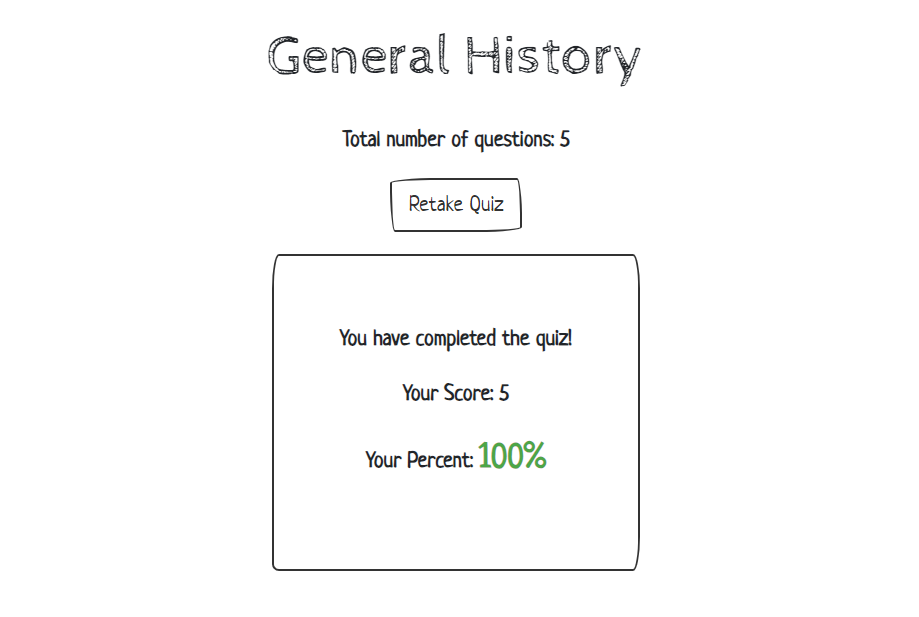 General History
Total number of questions: 5
Retake Quiz
You have completed the quiz!
Your Score: 5
Your Percent: 100%